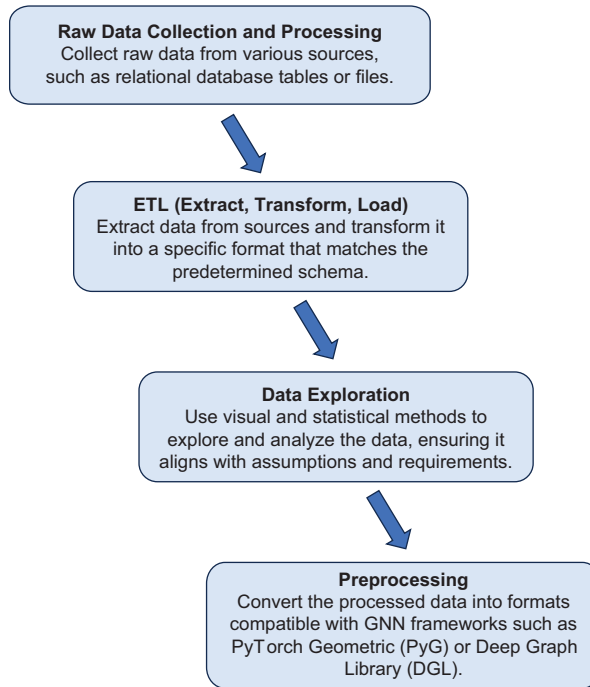 Raw Data Collection and Processing
Collect raw data from various sources,
such as relational database tables or files.
ETL (Extract, Transform, Load)
Extract data from sources and transform it
into a specific format that matches the
predetermined schema.
Data Exploration
Use visual and statistical methods to
explore and analyze the data, ensuring it
aligns with assumptions and requirements.
Preprocessing
Convert the processed data into formats
compatible with GNN frameworks such as
PyTorch Geometric (PyG) or Deep Graph
Library (DGL).